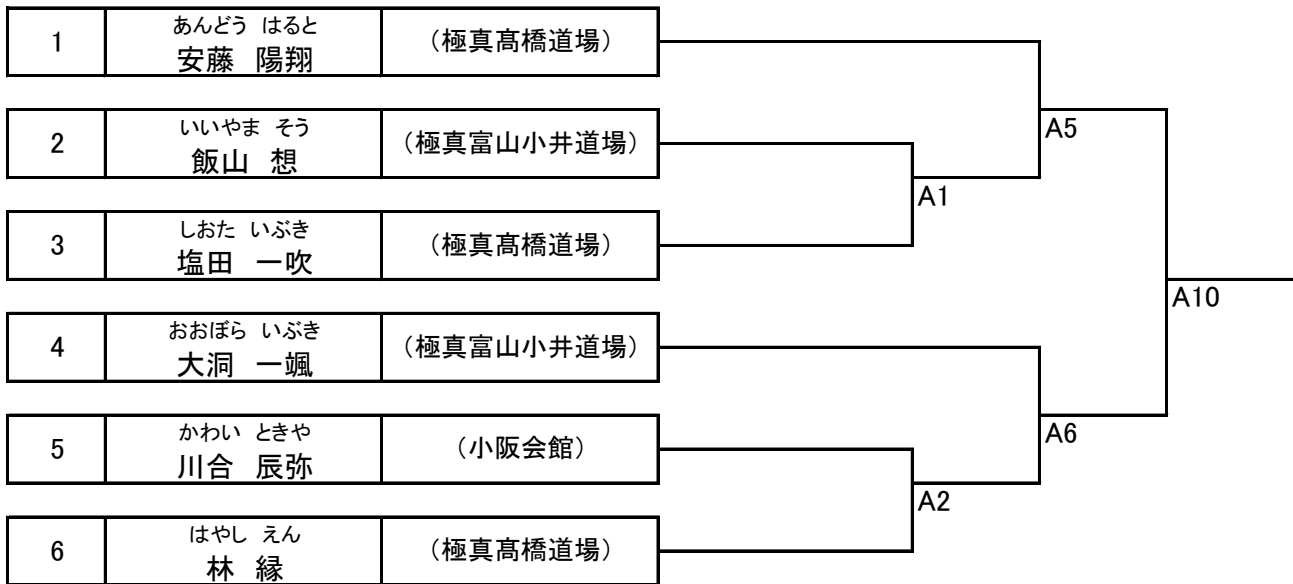 1
あんどう はると
安藤 陽翔
(極真髙橋道場)
2
いいやま そう
飯山 想
(極真富山小井道場)
3
しおた いぶき
塩田 一吹
(極真髙橋道場)
4
おおぼら いぶき
大洞 一颯
(極真富山小井道場)
5
かわい ときや
川合 辰弥
(小阪会館)
6
はやし えん
林 縁
(極真髙橋道場)
A5
A1
A10
A6
A2